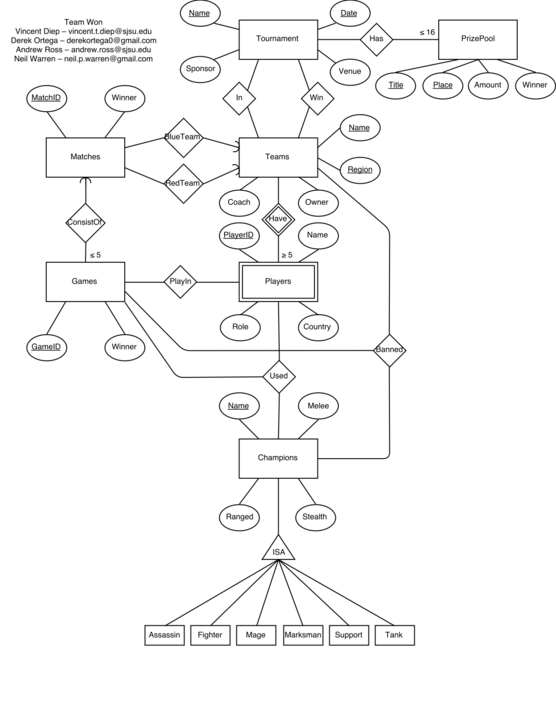 Team Won
Vincent Diep – vincent.t.diep@sjsu.edu
Derek Ortega – derekortega0@gmail.com
Andrew Ross – andrew.ross@sjsu.edu
Neil Warren – neil.p.warren@gmail.com
Name
Date
Tournament
Has
≤ 16
PrizePool
Sponsor
Venue
Title
Place
Amount
Winner
MatchID
Winner
In
Win
Matches
BlueTeam
RedTeam
Teams
Name
Region
Coach
Owner
Have
ConsistOf
PlayerID
Name
≤ 5
≥ 5
Games
PlayIn
Players
GameID
Winner
Role
Country
Banned
Used
Name
Melee
Champions
Ranged
Stealth
ISA
Assassin
Fighter
Mage
Marksman
Support
Tank